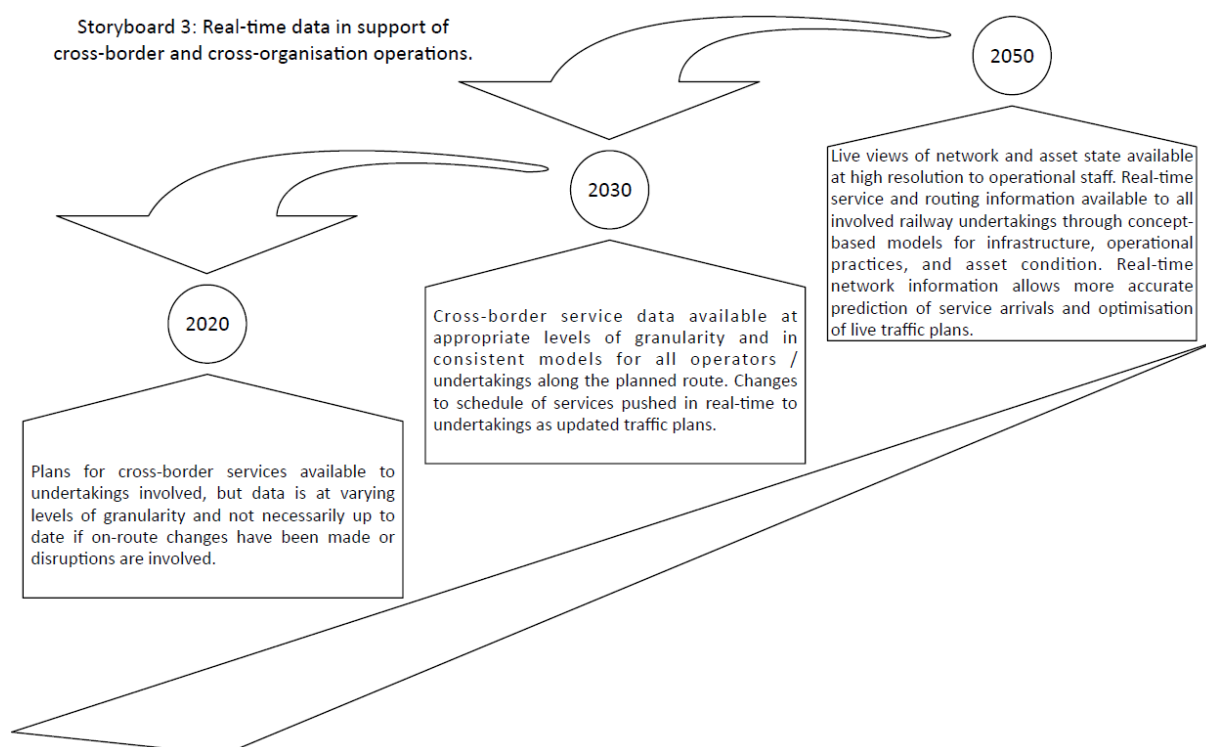 Storyboard 3: Real-time data in support of
cross-border and cross-organisation operations.
2050
Live views of network and asset state available
at high resolution to operational staff. Real-time
service and routing information available to all
involved railway undertakings through concept-
based models for infrastructure, operational
practices, and asset condition. Real-time
network information allows more accurate
prediction of service arrivals and optimisation
of live traffic plans.
2030
Cross-border service data available at
appropriate levels of granularity and in
consistent models for all operators /
undertakings along the planned route. Changes
to schedule of services pushed in real-time to
undertakings as updated traffic plans.
2020
Plans for cross-border services available to
undertakings involved, but data is at varying
levels of granularity and not necessarily up to
date if on-route changes have been made or
disruptions are involved.